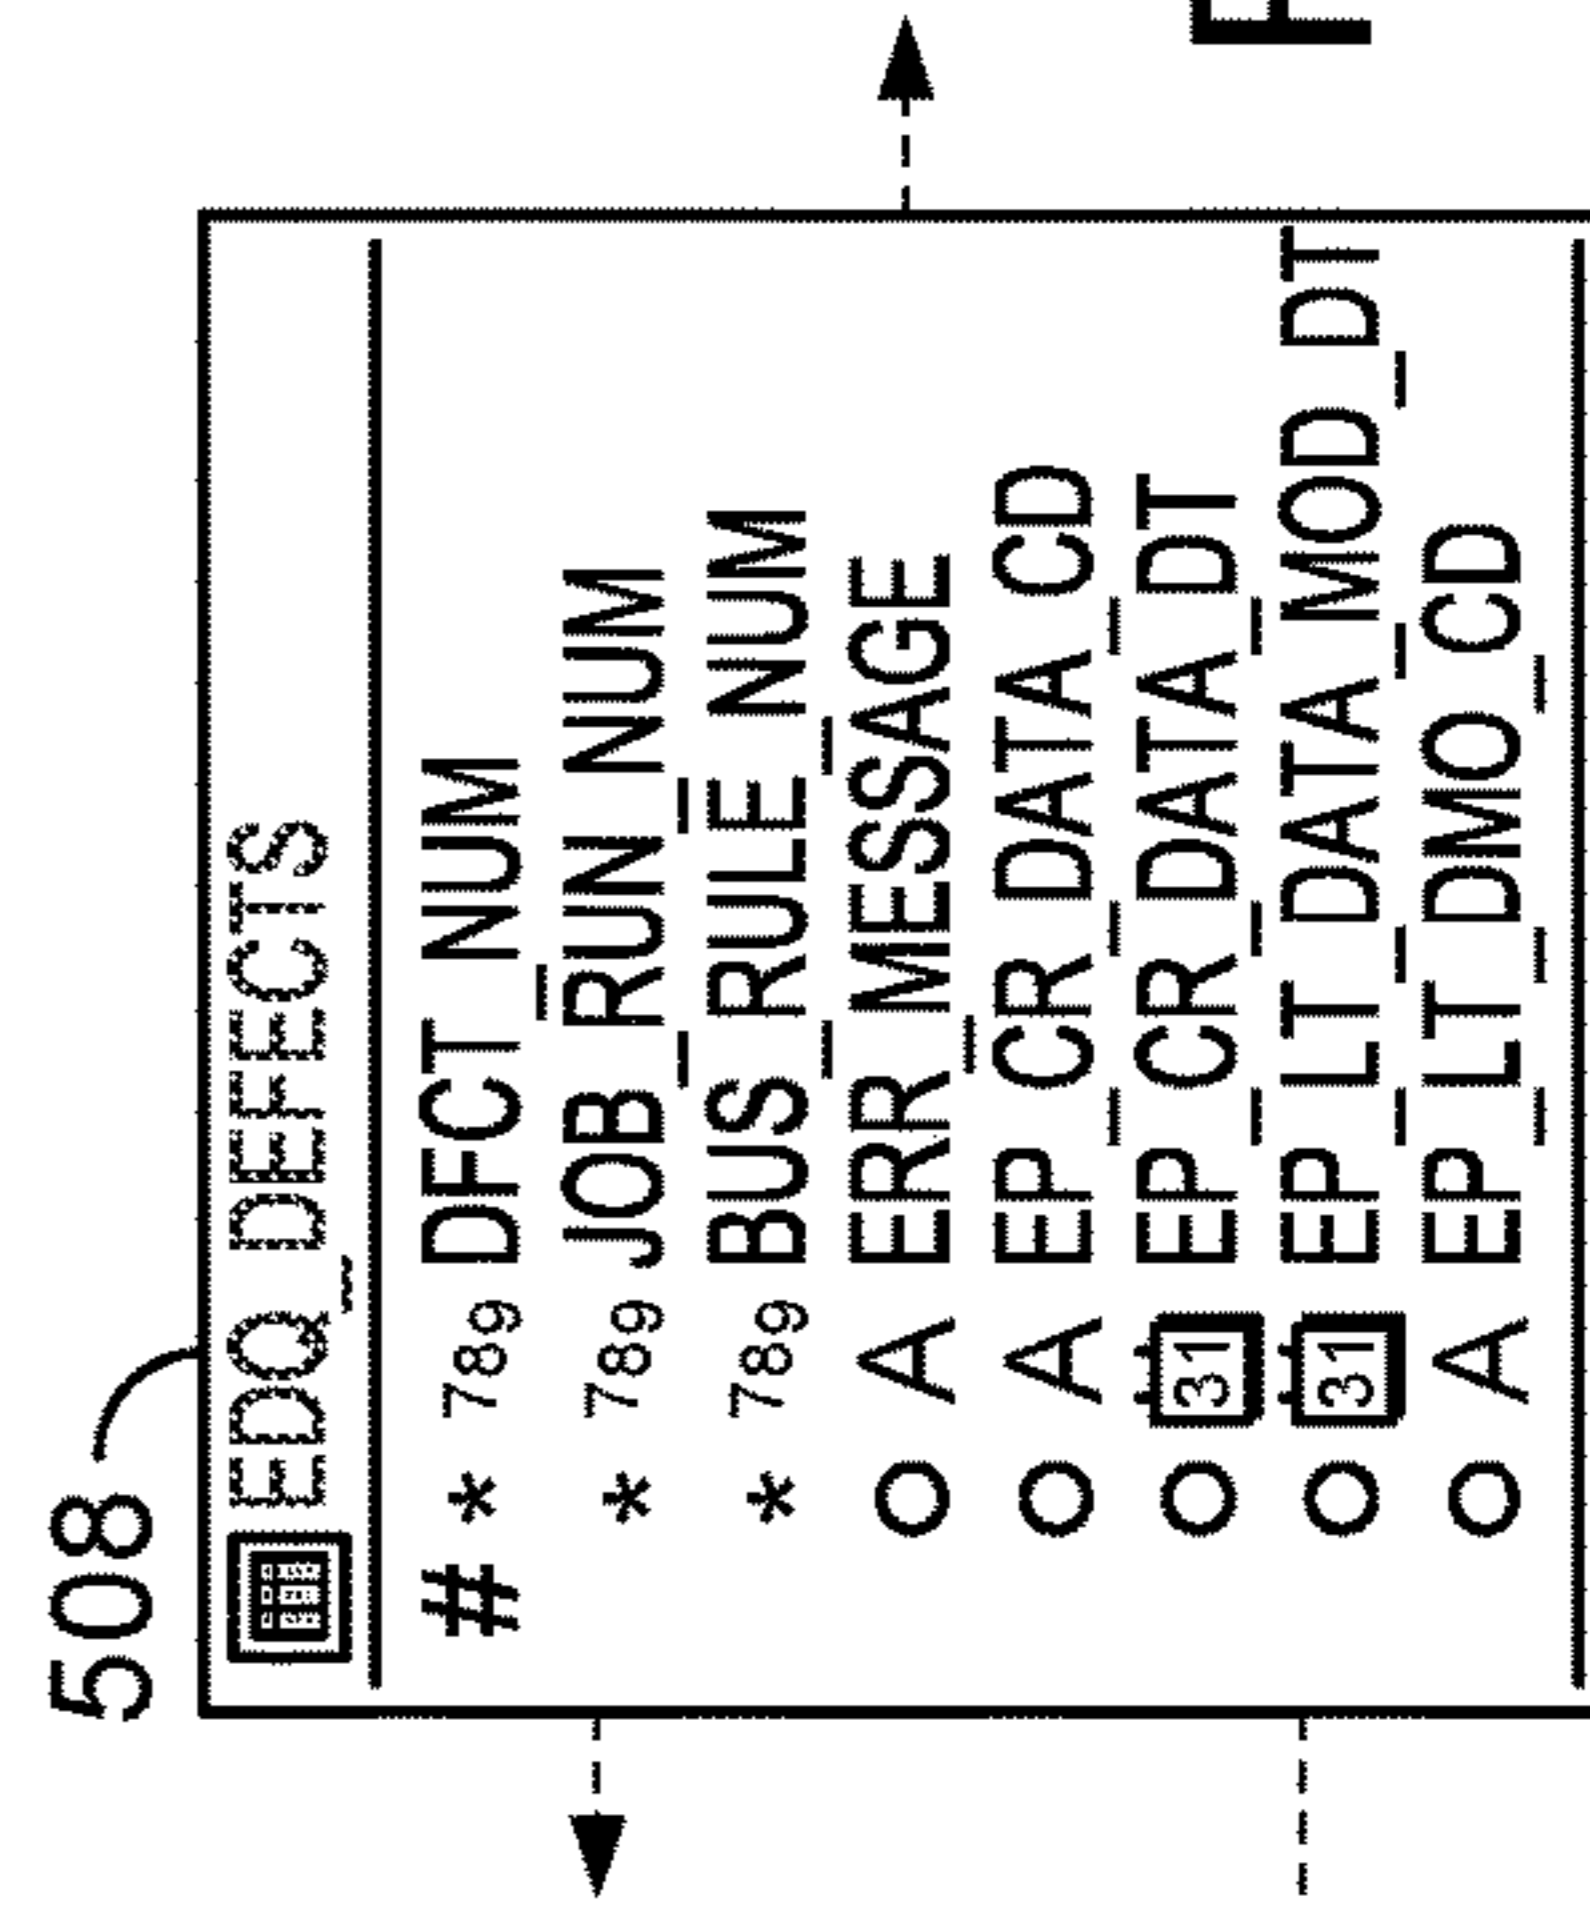 508
EDQ_DEFECTS
# * 789 DFCT_NUM
* 789 JOB_RUN_NUM
* 789 BUS_RULE_NUM
O A ERR_MESSAGE
O A EP_CR_DATA_CD
O 31 EP_CR_DATA_DT
O 31 EP_LT_DATA_MOD_DT
O A EP_LT_DMO_CD